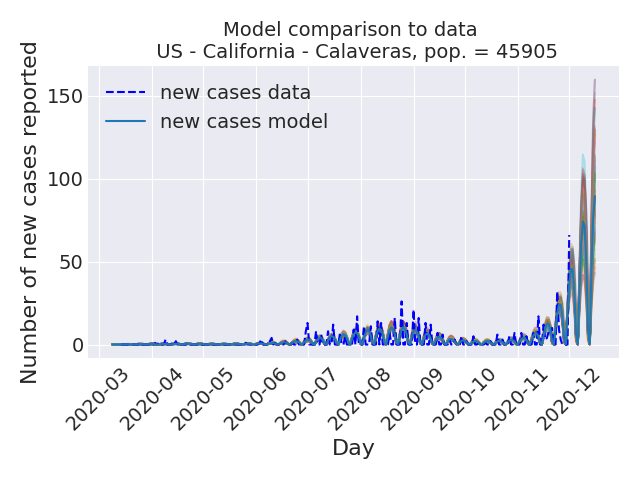 Model comparison to data
US - California - Calaveras, pop. = 45905
Number of new cases reported
150
100
50
0
new cases data
new cases model
2020-03
2020-04
2020-05
2020-06
2020-07
2020-08
2020-09
2020-10
2020-11
2020-12
Day